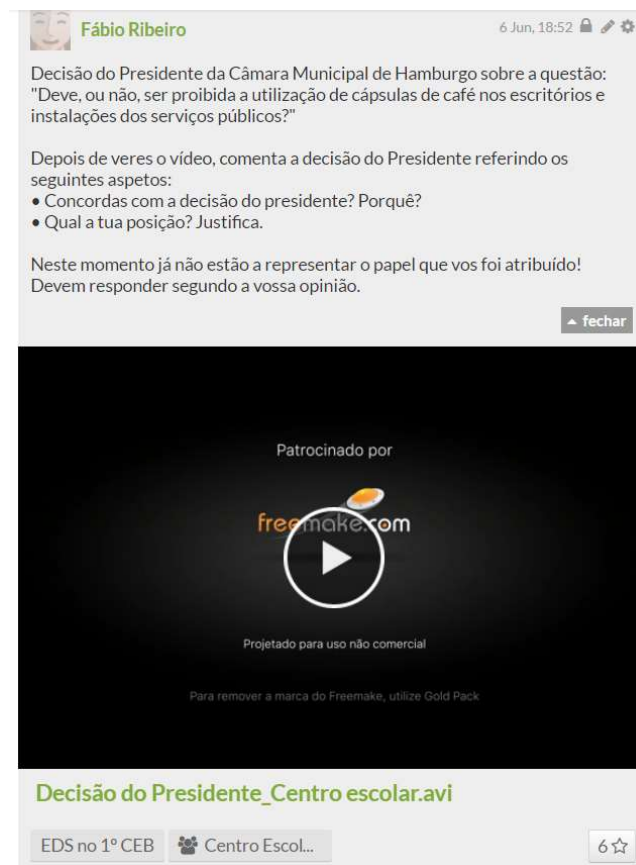 Fábio Ribeiro
6 Jun, 18:52
Decisão do Presidente da Câmara Municipal de Hamburgo sobre a questão:
"Deve, ou não, ser proibida a utilização de cápsulas de café nos escritórios e
instalações dos serviços públicos?"
Depois de veres o vídeo, comenta a decisão do Presidente referindo os
seguintes aspetos:
• Concordas com a decisão do presidente? Porquê?
• Qual a tua posição? Justifica.
Neste momento já não estão a representar o papel que vos foi atribuído!
Devem responder segundo a vossa opinião.
fechar
Patrocinado por
freemake.com
Projetado para uso não comercial
Para remover a marca do Freemake, utilize Gold Pack
Decisão do Presidente_Centro escolar.avi
EDS no 1º CEB
Centro Escol...
6